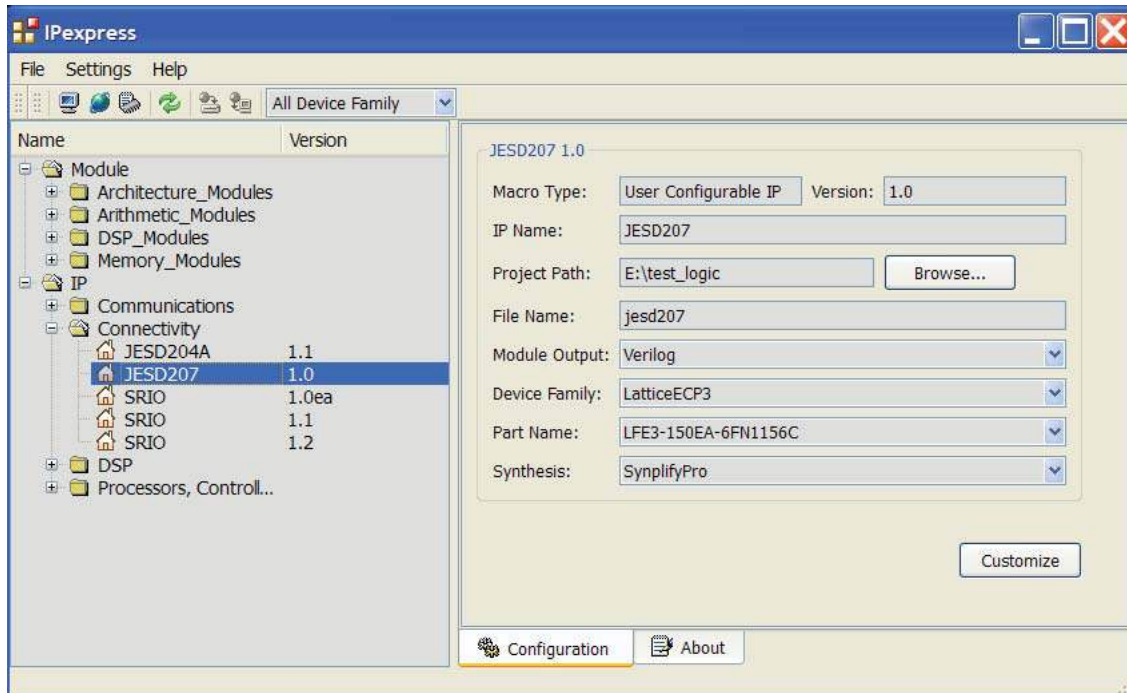 IPexpress
File Settings Help
All Device Family
Name Version
Module
Architecture_Modules
Arithmetic_Modules
DSP_Modules
Memory_Modules
IP
Communications
Connectivity
JESD204A 1.1
JESD207 1.0
SRIO 1.0ea
SRIO 1.1
SRIO 1.2
DSP
Processors, Controll...
JESD207 1.0
Macro Type: User Configurable IP Version: 1.0
IP Name: JESD207
Project Path: E:\test_logic Browse...
File Name: jesd207
Module Output: Verilog
Device Family: LatticeECP3
Part Name: LFE3-150EA-6FN1156C
Synthesis: SynplifyPro
Customize
Configuration About